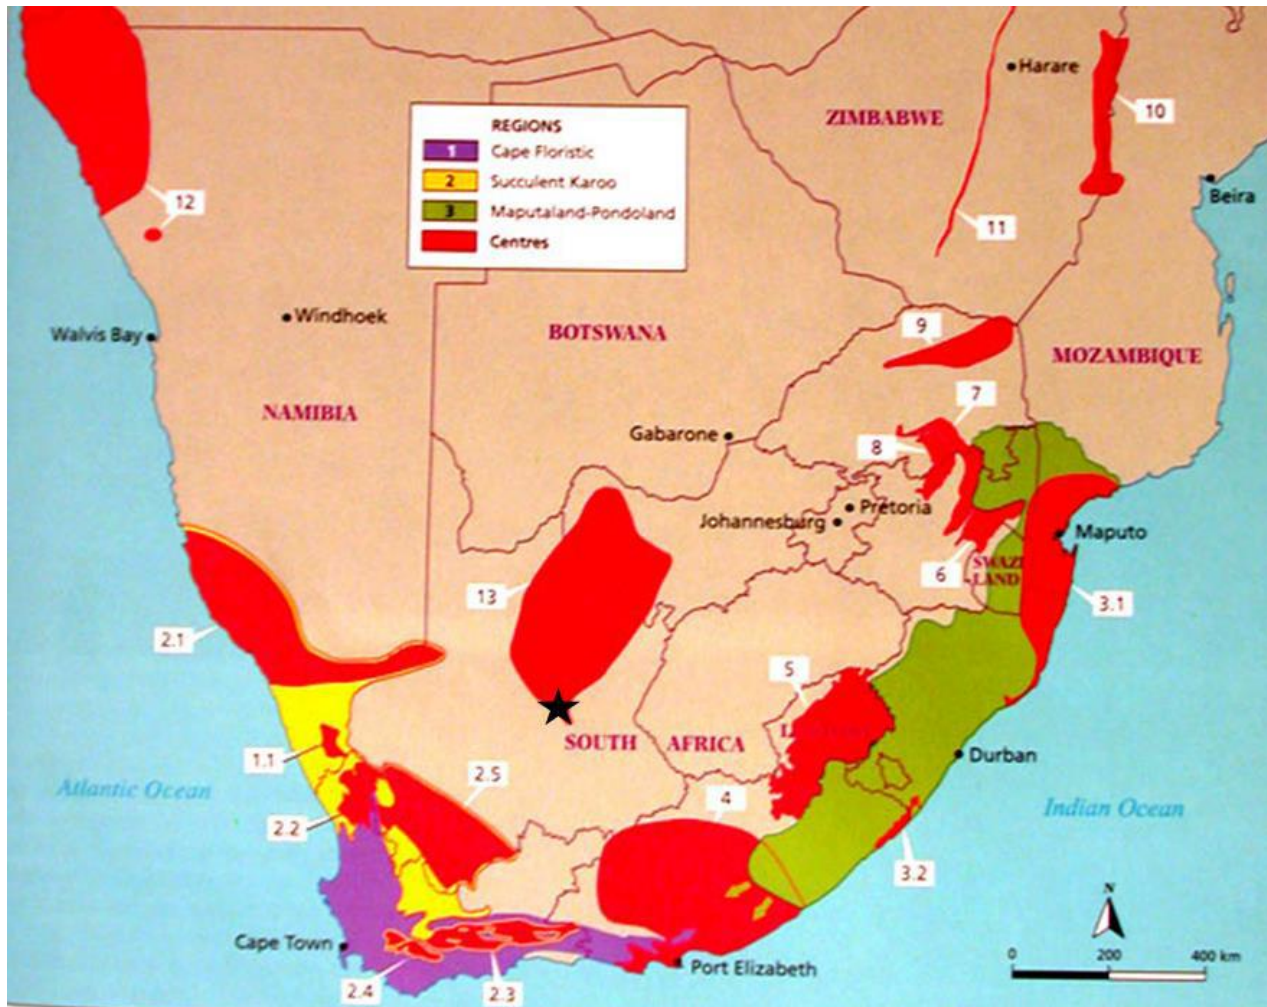 Harare
ZIMBABWE
10
REGIONS
1 Cape Floristic
2 Succulent Karoo
3 Maputaland-Pondoland
Centres
12
Beira
11
Walvis Bay
Windhoek
BOTSWANA
9
MOZAMBIQUE
NAMIBIA
7
Gabarone
8
Pretoria
Johannesburg
Maputo
6
SWAZI
LAND
13
3.1
2.1
5
SOUTH AFRICA
1.1
Durban
2.5
Atlantic Ocean
4
Indian Ocean
2.2
3.2
N
Cape Town
0 200 400 km
Port Elizabeth
2.4
2.3